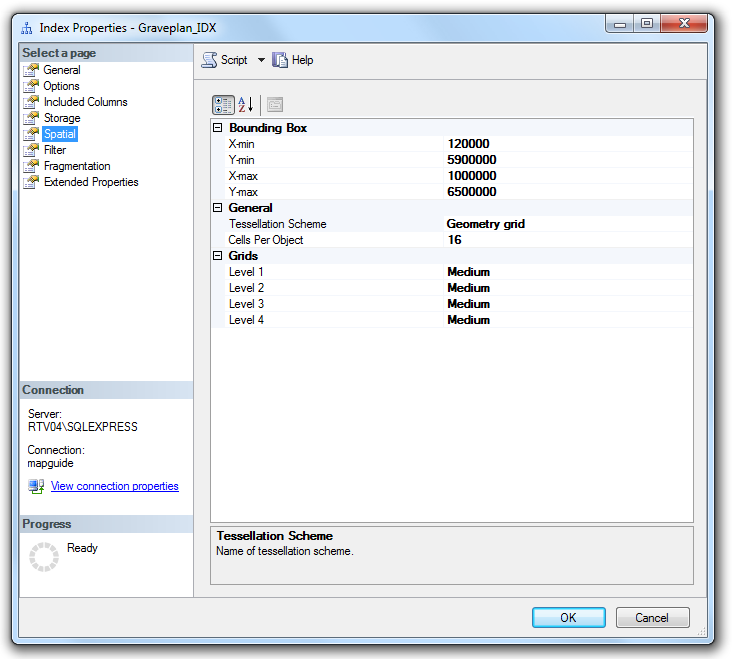 Index Properties - Graveplan_IDX
Select a page
General
Options
Included Columns
Storage
Spatial
Filter
Fragmentation
Extended Properties
Connection
Server:
RTV04\SQLEXPRESS
Connection:
mapguide
View connection properties
Progress
Ready
Script Help
Bounding Box
X-min 120000
Y-min 5900000
X-max 1000000
Y-max 6500000
General
Tessellation Scheme Geometry grid
Cells Per Object 16
Grids
Level 1 Medium
Level 2 Medium
Level 3 Medium
Level 4 Medium
Tessellation Scheme
Name of tessellation scheme.
OK Cancel